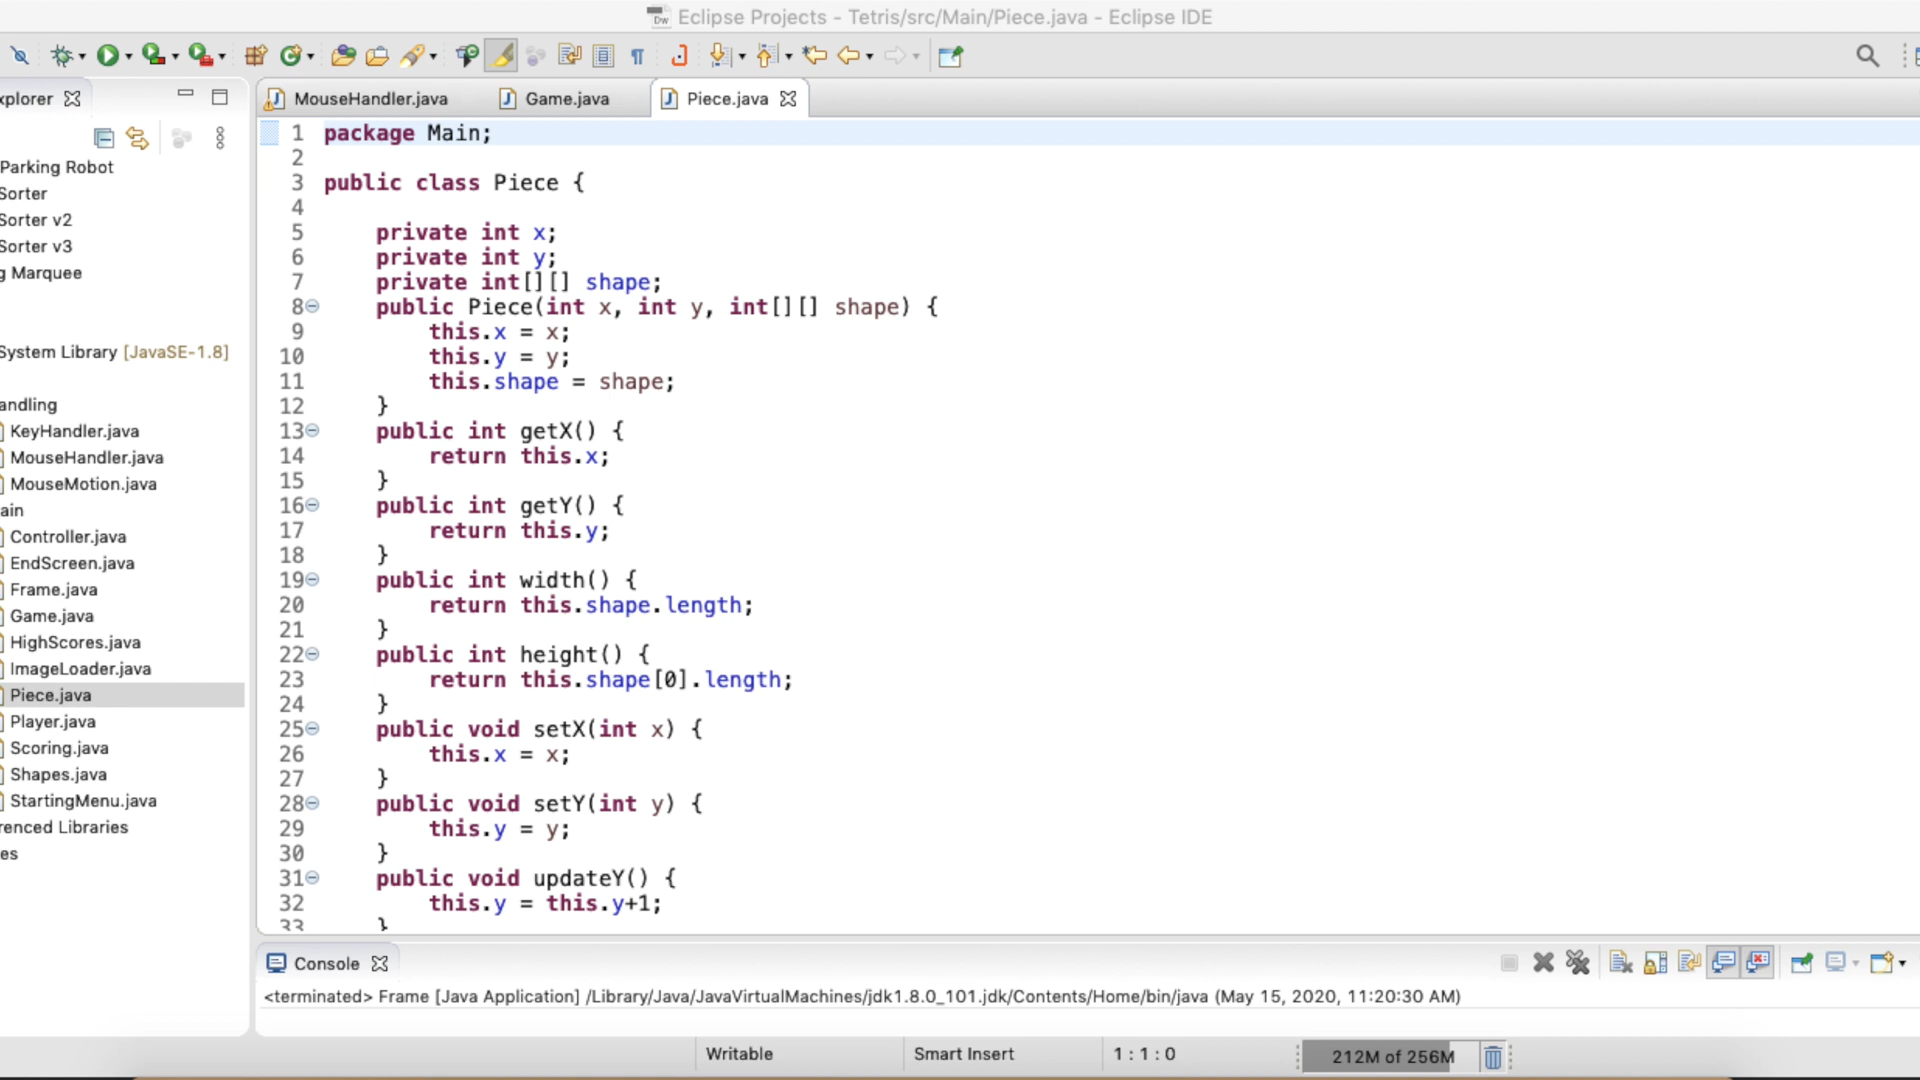 Eclipse Projects - Tetris/src/Main/Piece.java - Eclipse IDE
xplorer
MouseHandler.java
Game.java
Piece.java
Parking Robot
Sorter
Sorter v2
Sorter v3
g Marquee
System Library [JavaSE-1.8]
andling
KeyHandler.java
MouseHandler.java
MouseMotion.java
ain
Controller.java
EndScreen.java
Frame.java
Game.java
HighScores.java
ImageLoader.java
Piece.java
Player.java
Scoring.java
Shapes.java
StartingMenu.java
renced Libraries
es
1 package Main;
2
3 public class Piece {
4
5 private int x;
6 private int y;
7 private int[][] shape;
8 public Piece(int x, int y, int[][] shape) {
9 this.x = x;
10 this.y = y;
11 this.shape = shape;
12 }
13 public int getX() {
14 return this.x;
15 }
16 public int getY() {
17 return this.y;
18 }
19 public int width() {
20 return this.shape.length;
21 }
22 public int height() {
23 return this.shape[0].length;
24 }
25 public void setX(int x) {
26 this.x = x;
27 }
28 public void setY(int y) {
29 this.y = y;
30 }
31 public void updateY() {
32 this.y = this.y+1;
33 }
Console
<terminated> Frame [Java Application] /Library/Java/JavaVirtualMachines/jdk1.8.0_101.jdk/Contents/Home/bin/java (May 15, 2020, 11:20:30 AM)
Writable
Smart Insert
1 : 1 : 0
212M of 256M